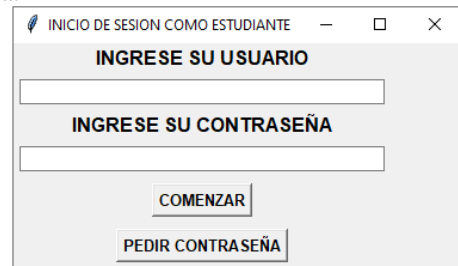 INICIO DE SESION COMO ESTUDIANTE
INGRESE SU USUARIO
INGRESE SU CONTRASEÑA
COMENZAR
PEDIR CONTRASEÑA